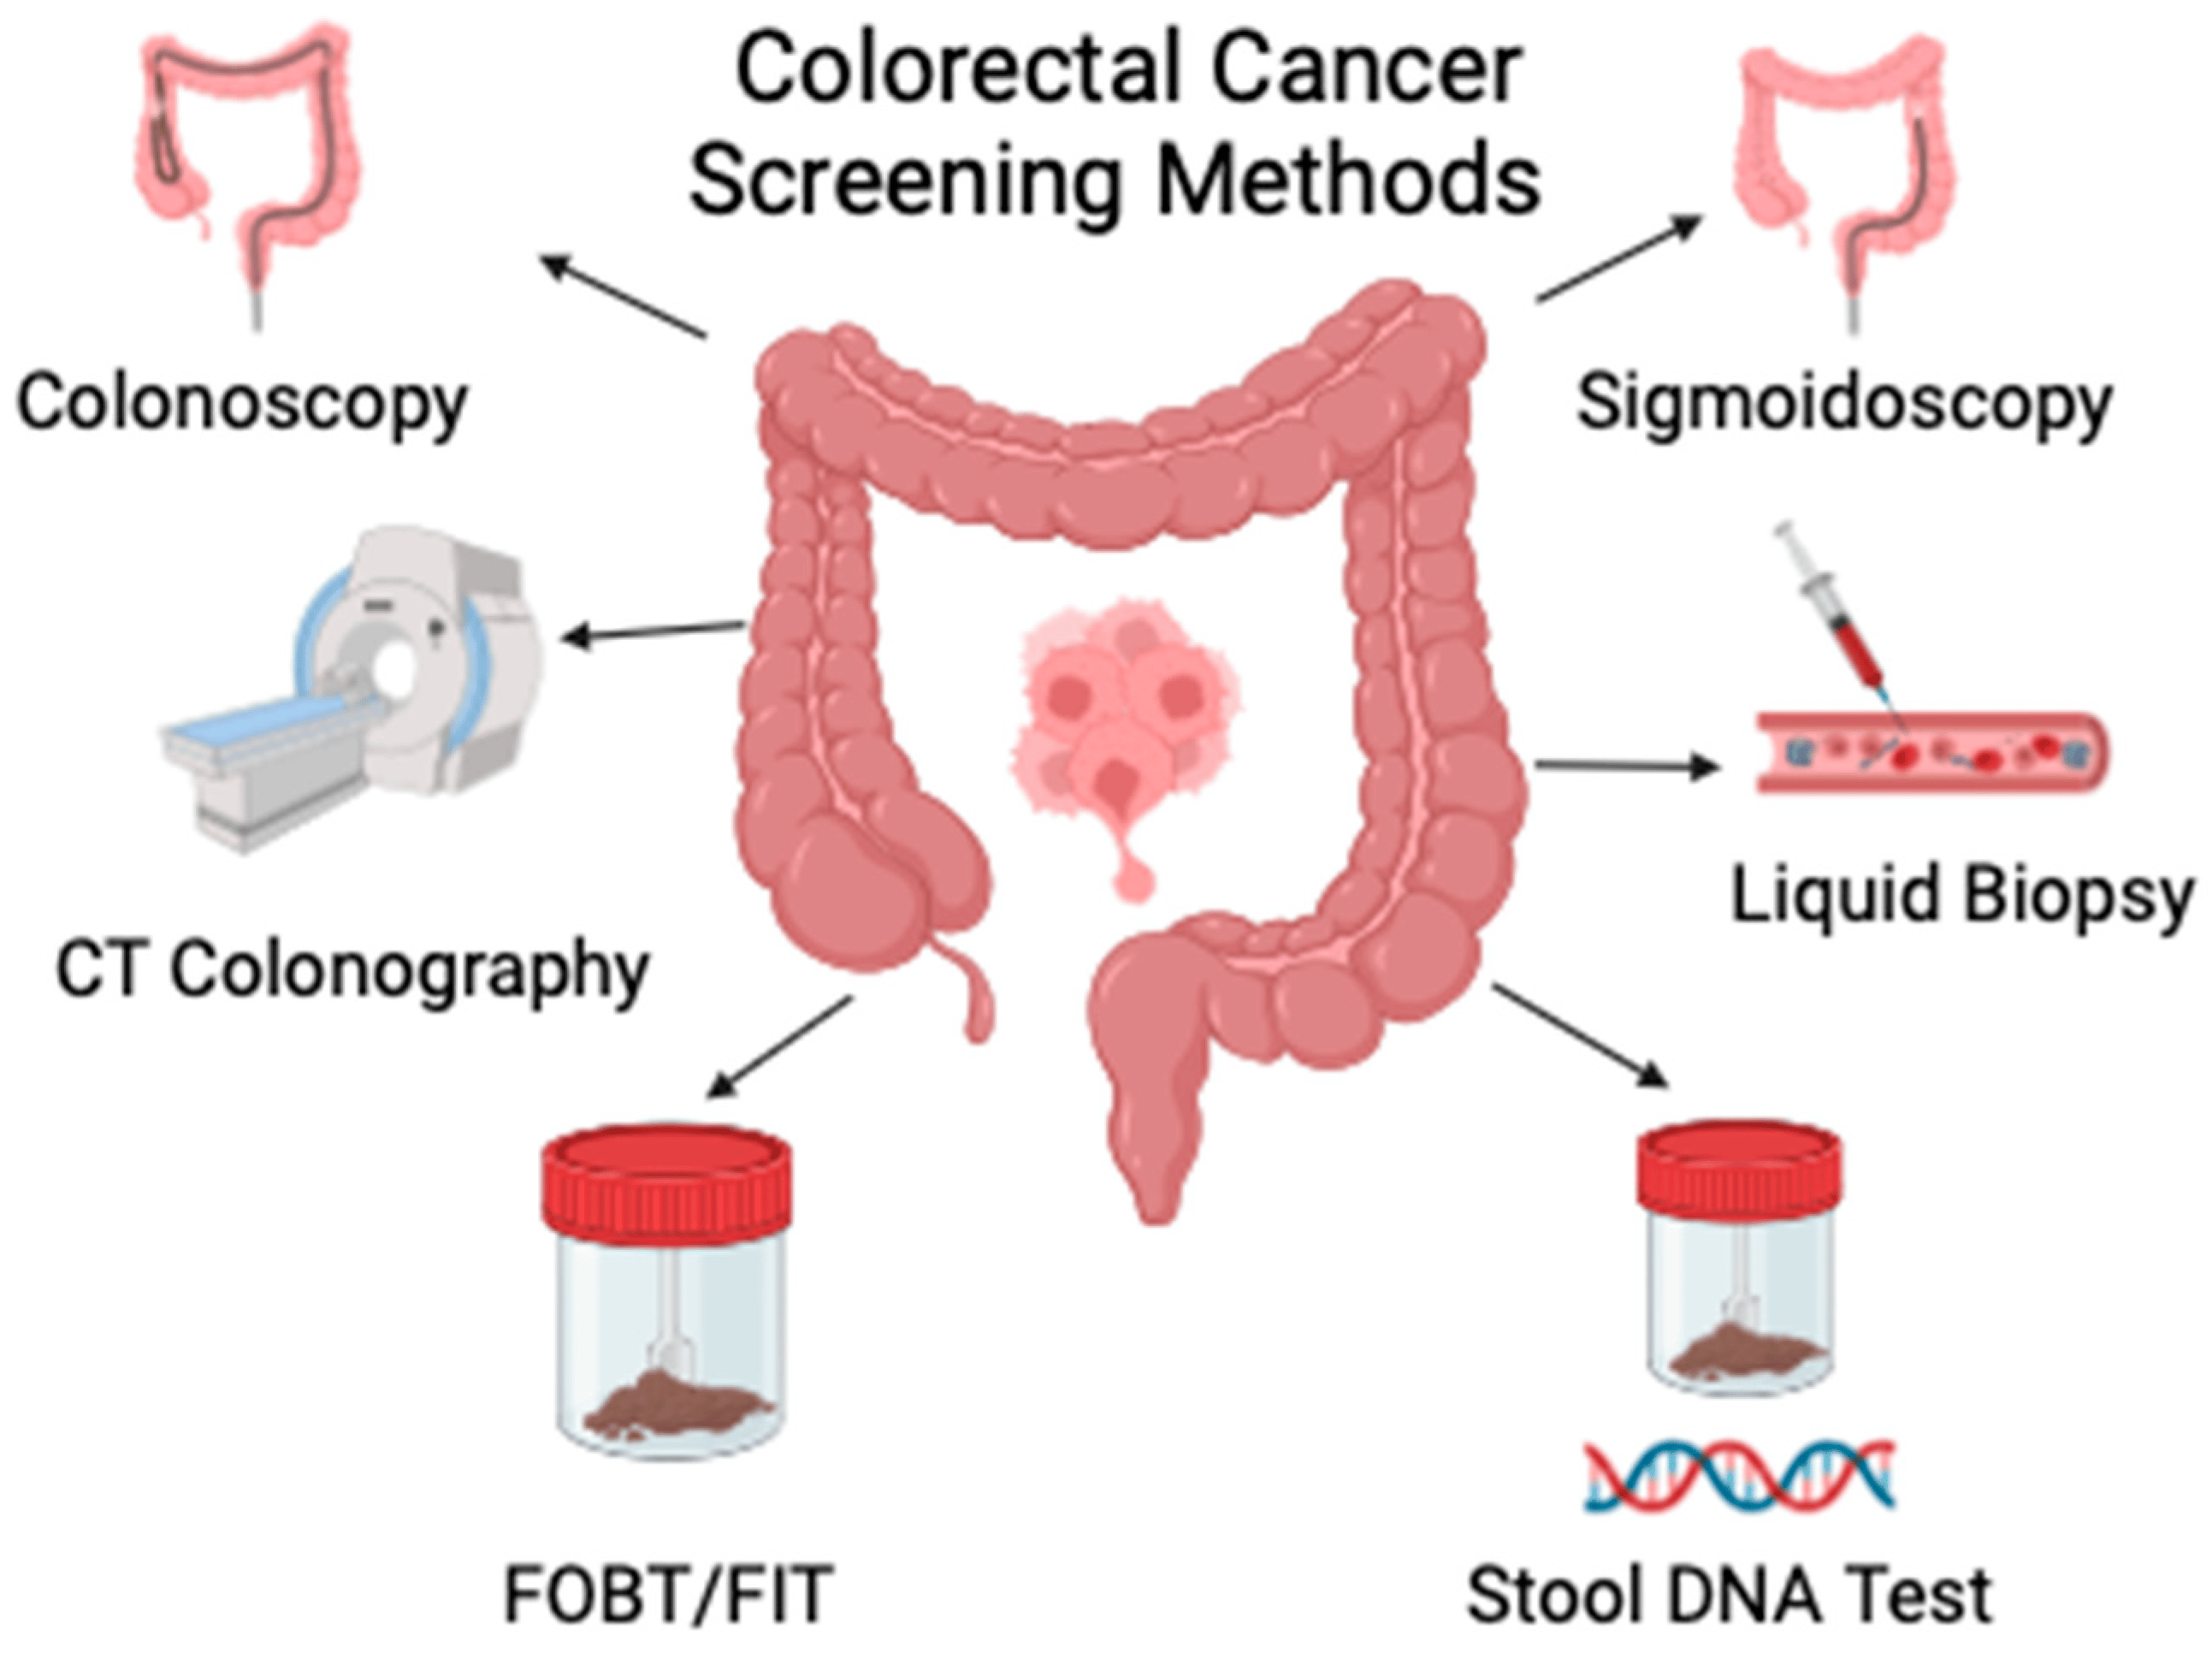 Colorectal Cancer
Screening Methods
Colonoscopy
Sigmoidoscopy
CT Colonography
Liquid Biopsy
FOBT/FIT
Stool DNA Test